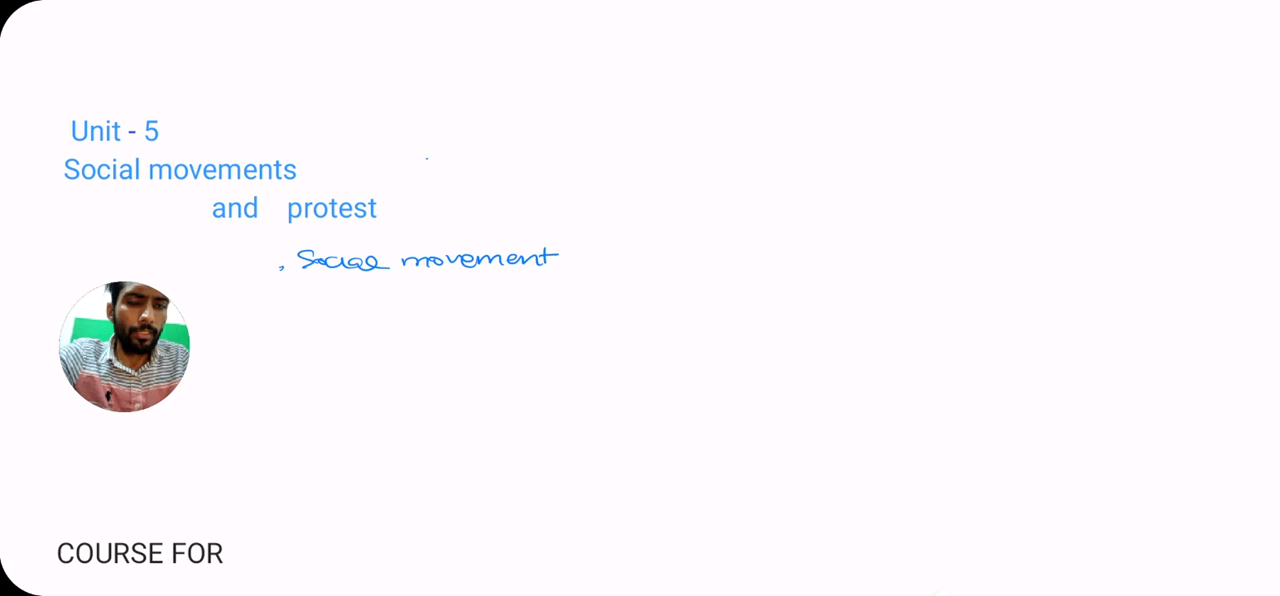 Unit - 5
Social movements
and protest
, Social movement
COURSE FOR